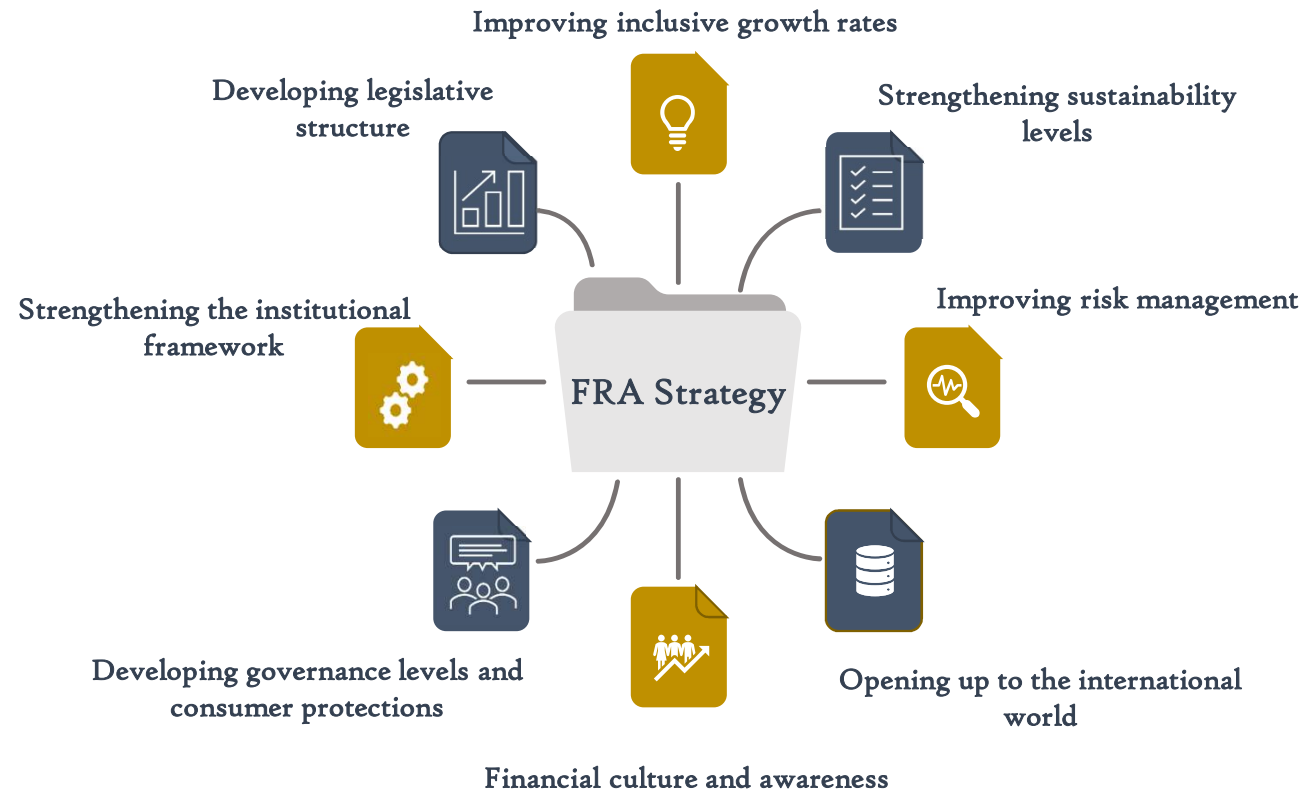 Improving inclusive growth rates
Developing legislative
structure
Strengthening sustainability
levels
Strengthening the institutional
framework
Improving risk management
FRA Strategy
Developing governance levels and
consumer protections
Opening up to the international
world
Financial culture and awareness